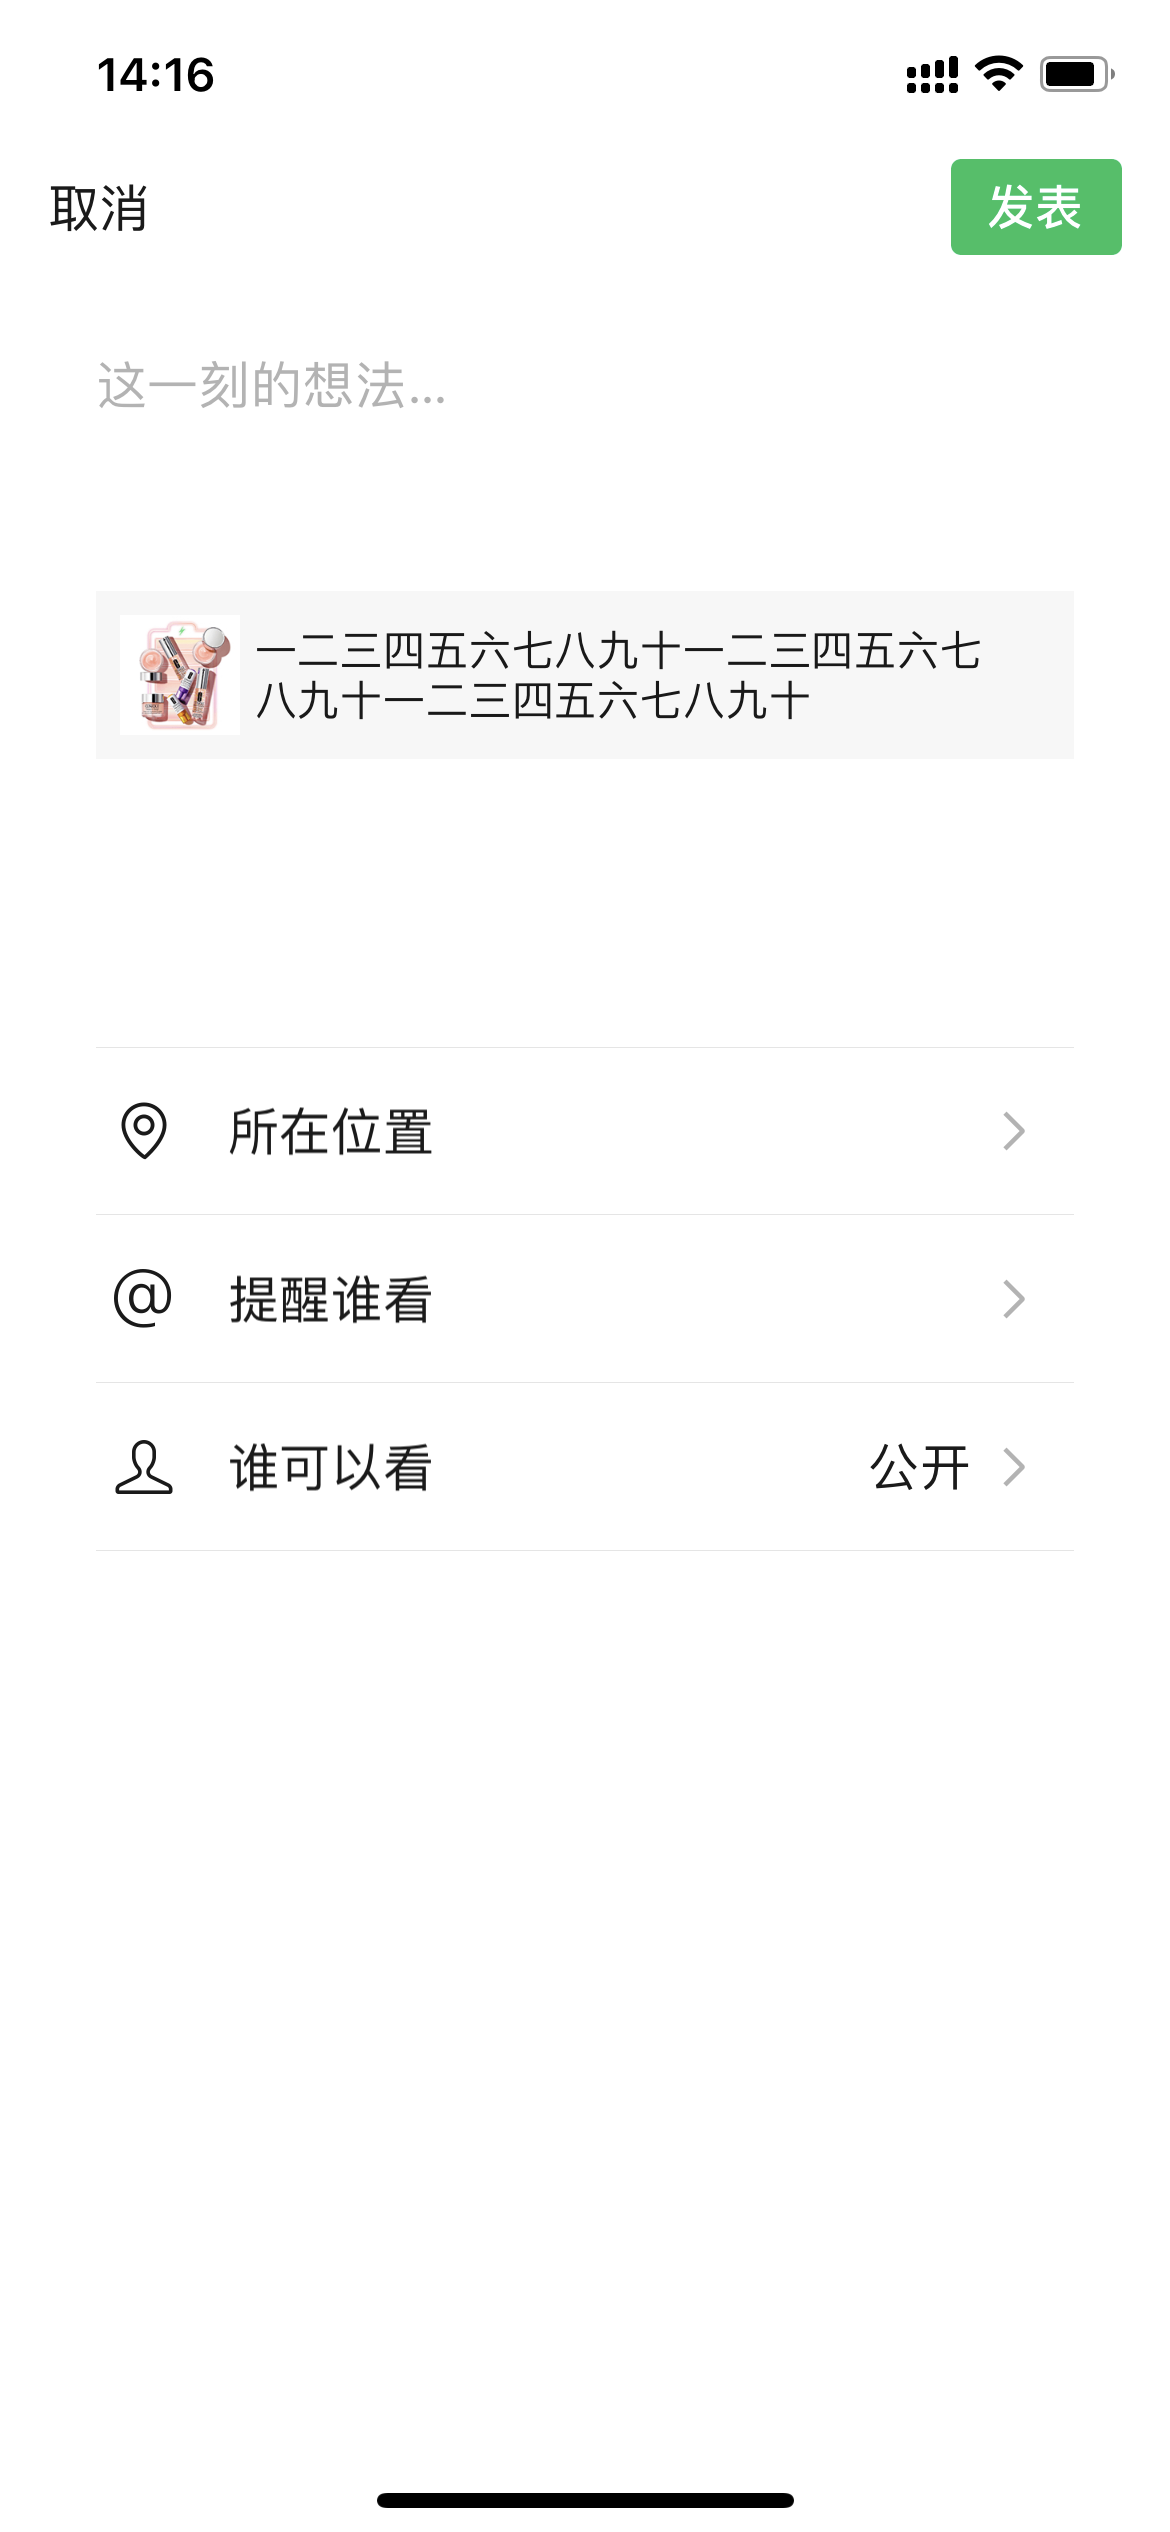 14:16
取消
发表
这一刻的想法...
一二三四五六七八九十一二三四五六七
八九十一二三四五六七八九十
所在位置
@ 提醒谁看
谁可以看 公开